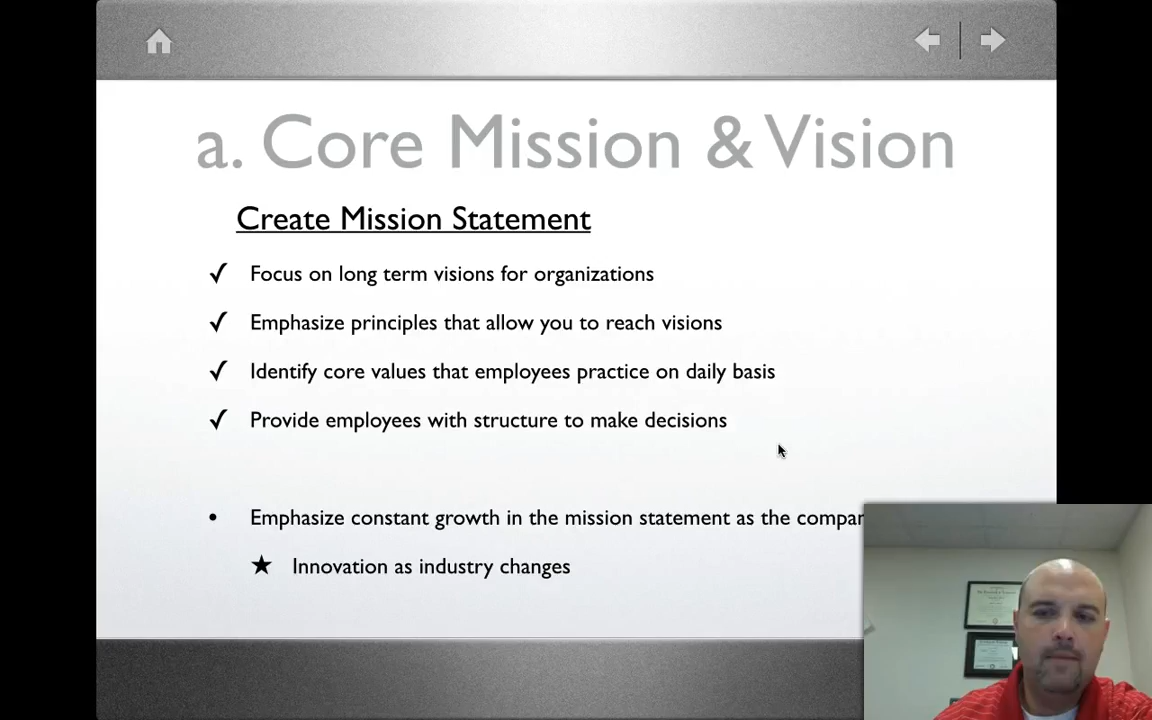 a. Core Mission & Vision
Create Mission Statement
✓ Focus on long term visions for organizations
✓ Emphasize principles that allow you to reach visions
✓ Identify core values that employees practice on daily basis
✓ Provide employees with structure to make decisions
• Emphasize constant growth in the mission statement as the
★ Innovation as industry changes